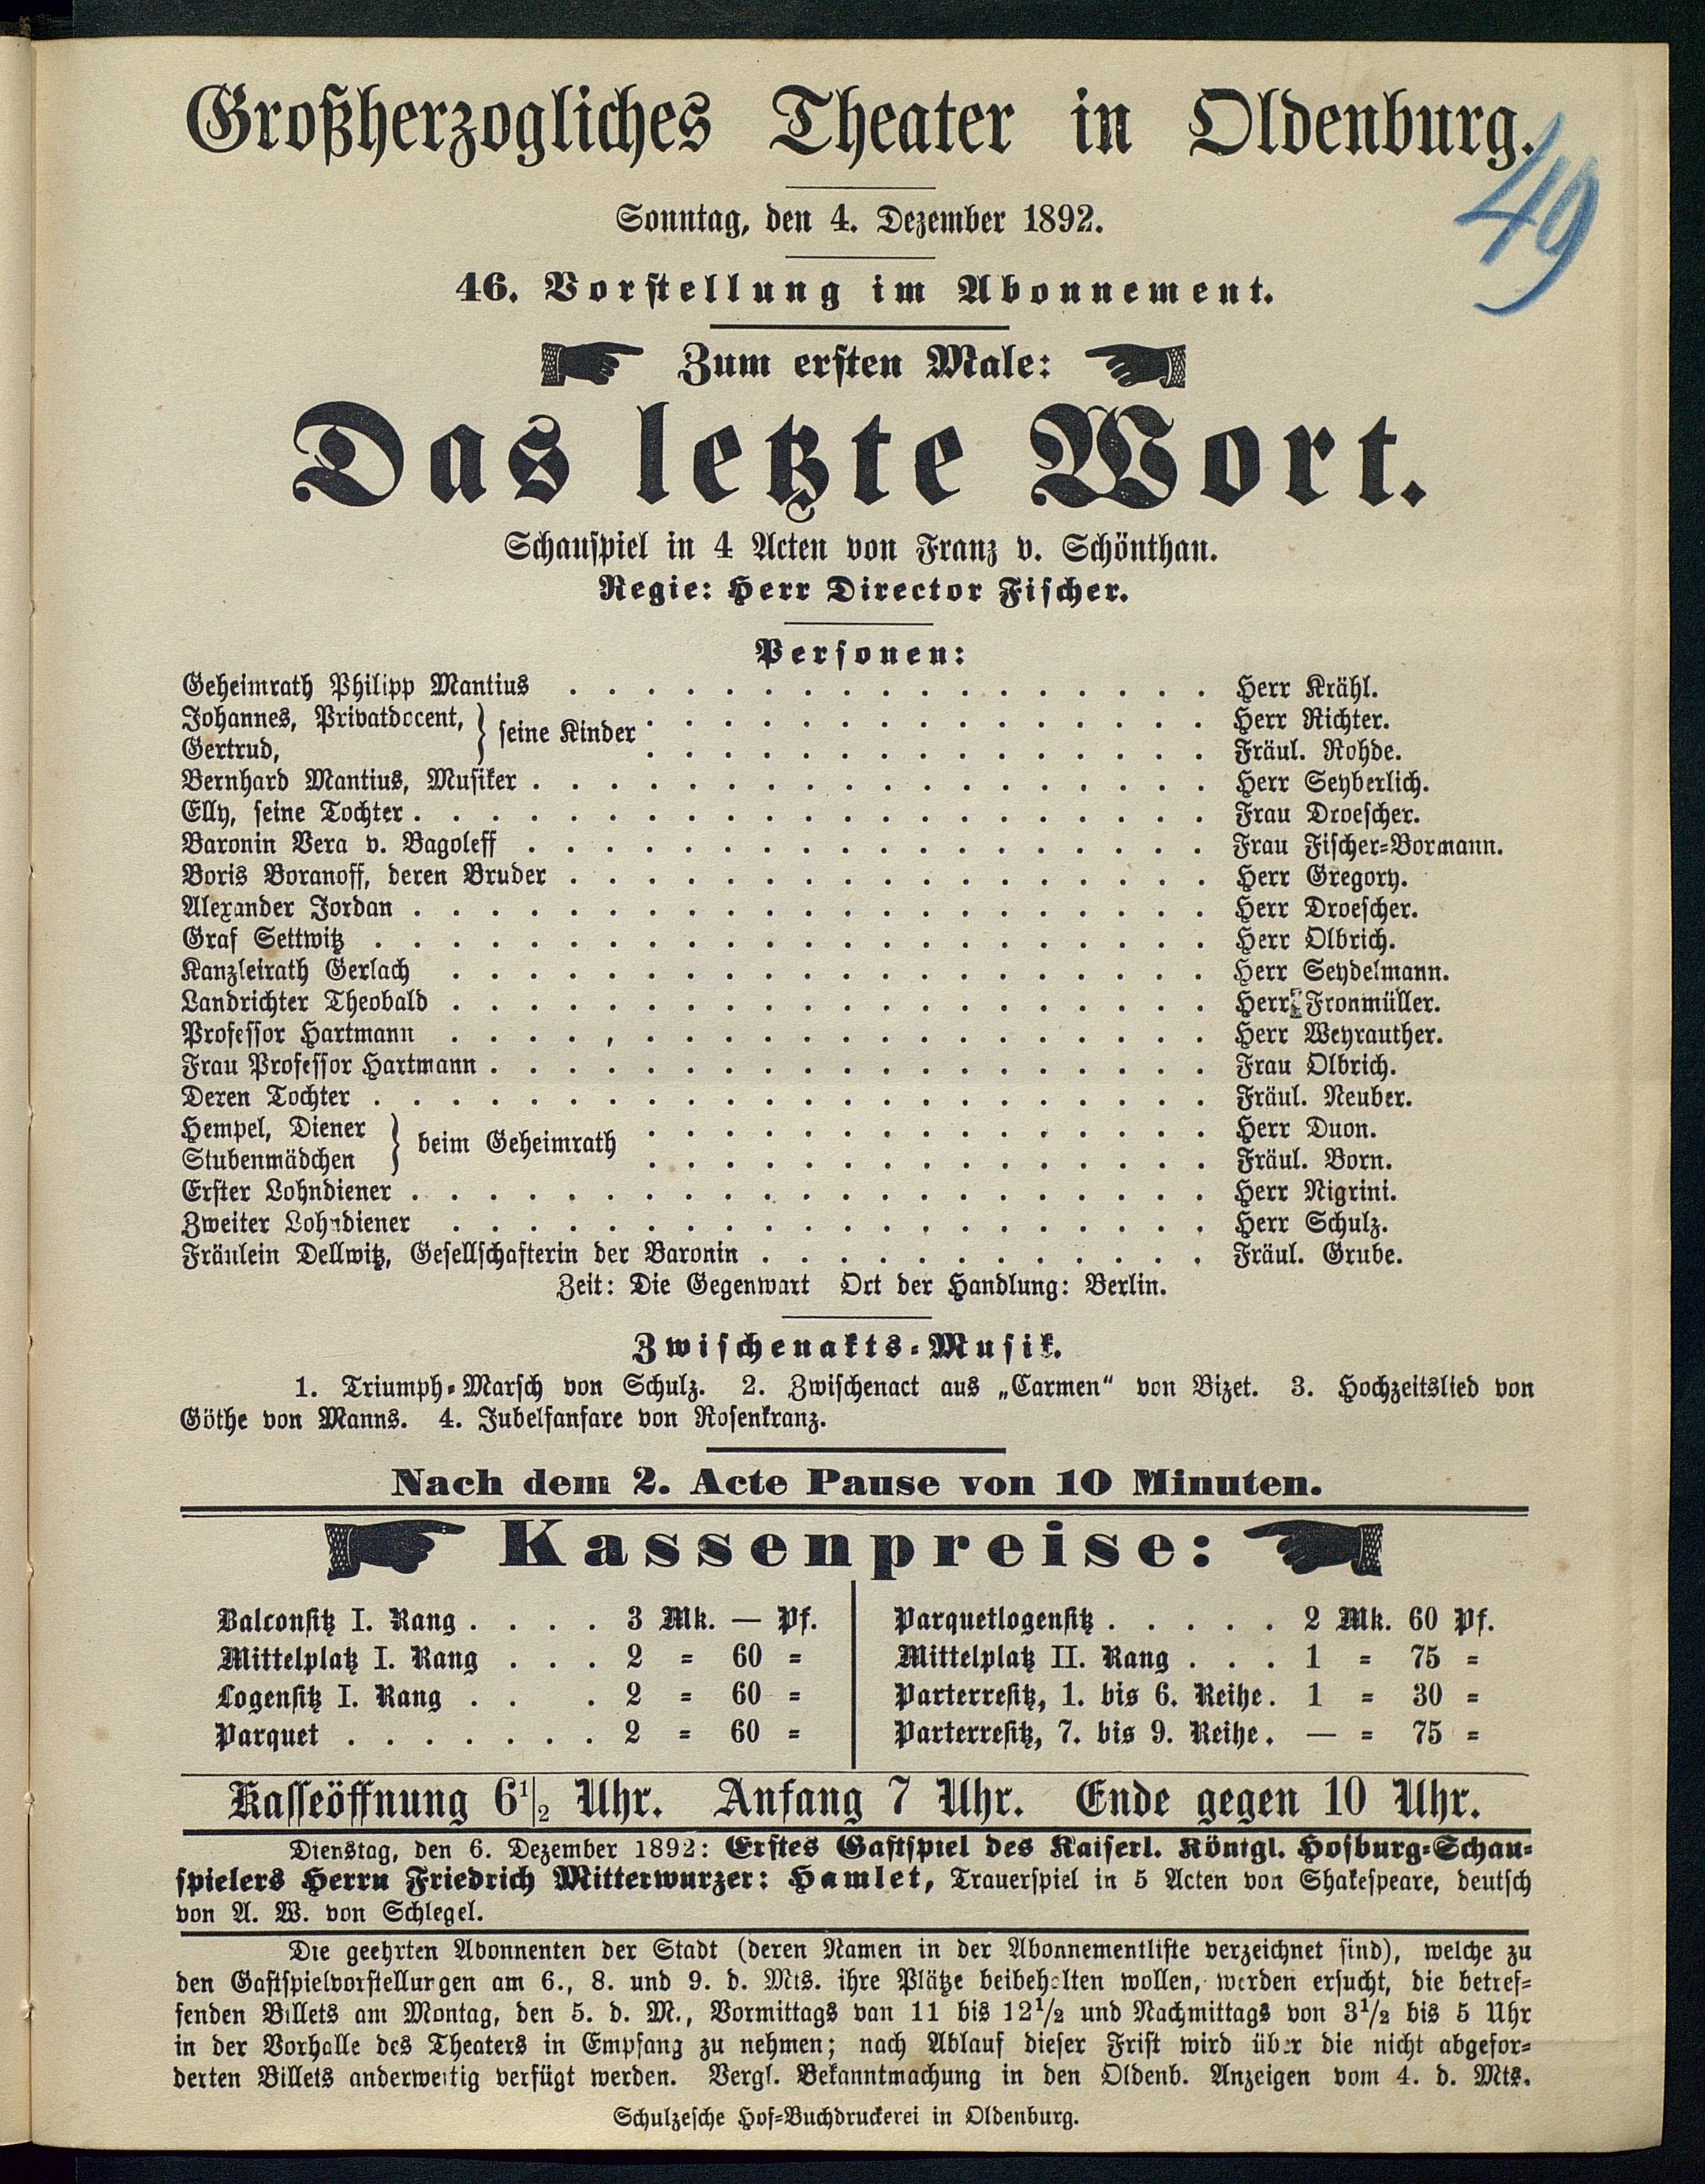 Großherzogliches Theater in Oldenburg.
49
Sonntag, den 4. Dezember 1892.
46. Vorstellung im Abonnement.
Zum ersten Male:
Das letzte Wort.
Schauspiel in 4 Acten von Franz v. Schönthan.
Regie: Herr Director Fischer.
Personen:
Geheimrath Philipp Mantius . . . . . . . . . . . . . . . . . Herr Krähl.
Johannes, Privatdocent, } seine Kinder . . . . . . . . . . . . . . . Herr Richter.
Gertrud, . . . . . . . . . . . . . . . Fräul. Rohde.
Bernhard Mantius, Musiker . . . . . . . . . . . . . . . . . . Herr Seyberlich.
Elly, seine Tochter . . . . . . . . . . . . . . . . . . . . . Frau Droescher.
Baronin Vera v. Bagoleff . . . . . . . . . . . . . . . . . . Frau Fischer-Bormann.
Boris Boranoff, deren Bruder . . . . . . . . . . . . . . . . . Herr Gregory.
Alexander Jordan . . . . . . . . . . . . . . . . . . . . . Herr Droescher.
Graf Settwitz . . . . . . . . . . . . . . . . . . . . . . Herr Olbrich.
Kanzleirath Gerlach . . . . . . . . . . . . . . . . . . . . Herr Seydelmann.
Landrichter Theobald . . . . . . . . . . . . . . . . . . . . Herr Fronmüller.
Professor Hartmann . . . . , . . . . . . . . . . . . . . . Herr Weyrauther.
Frau Professor Hartmann . . . . . . . . . . . . . . . . . . . Frau Olbrich.
Deren Tochter . . . . . . . . . . . . . . . . . . . . . . Fräul. Neuber.
Hempel, Diener } beim Geheimrath . . . . . . . . . . . . . . . Herr Duon.
Stubenmädchen . . . . . . . . . . . . . . . Fräul. Born.
Erster Lohndiener . . . . . . . . . . . . . . . . . . . . . Herr Nigrini.
Zweiter Lohndiener . . . . . . . . . . . . . . . . . . . . Herr Schulz.
Fräulein Dellwitz, Gesellschafterin der Baronin . . . . . . . . . . . . Fräul. Grube.
Zeit: Die Gegenwart Ort der Handlung: Berlin.
Zwischenakts-Musik.
1. Triumph-Marsch von Schulz. 2. Zwischenact aus „Carmen“ von Bizet. 3. Hochzeitslied von
Göthe von Manns. 4. Jubelfanfare von Rosenkranz.
Nach dem 2. Acte Pause von 10 Minuten.
Kassenpreise:
Balconsitz I. Rang . . . . 3 Mk. — Pf.
Mittelplatz I. Rang . . . 2 = 60 =
Logensitz I. Rang . . . 2 = 60 =
Parquet . . . . . . . 2 = 60 =
Parquetlogensitz . . . . . 2 Mk. 60 Pf.
Mittelplatz II. Rang . . . 1 = 75 =
Parterresitz, 1. bis 6. Reihe. 1 = 30 =
Parterresitz, 7. bis 9. Reihe. — = 75 =
Kasseöffnung 6 1/2 Uhr. Anfang 7 Uhr. Ende gegen 10 Uhr.
Dienstag, den 6. Dezember 1892: Erstes Gastspiel des Kaiserl. Königl. Hofburg-Schau-
spielers Herrn Friedrich Mitterwurzer: Hamlet, Trauerspiel in 5 Acten von Shakespeare, deutsch
von A. W. von Schlegel.
Die geehrten Abonnenten der Stadt (deren Namen in der Abonnementliste verzeichnet sind), welche zu
den Gastspielvorstellungen am 6., 8. und 9. d. Mts. ihre Plätze beibehalten wollen, werden ersucht, die betref-
fenden Billets am Montag, den 5. d. M., Vormittags van 11 bis 12 1/2 und Nachmittags von 3 1/2 bis 5 Uhr
in der Vorhalle des Theaters in Empfang zu nehmen; nach Ablauf dieser Frist wird über die nicht abgefor-
derten Billets anderweitig verfügt werden. Vergl. Bekanntmachung in den Oldenb. Anzeigen vom 4. d. Mts.
Schulzesche Hof-Buchdruckerei in Oldenburg.